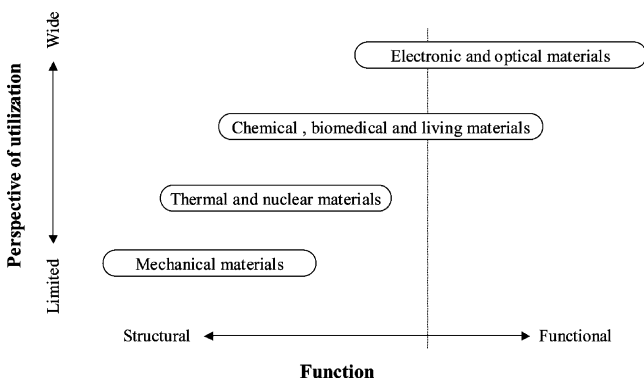 Wide
Electronic and optical materials
Chemical , biomedical and living materials
Perspective of utilization
Thermal and nuclear materials
Mechanical materials
Limited
Structural
Functional
Function